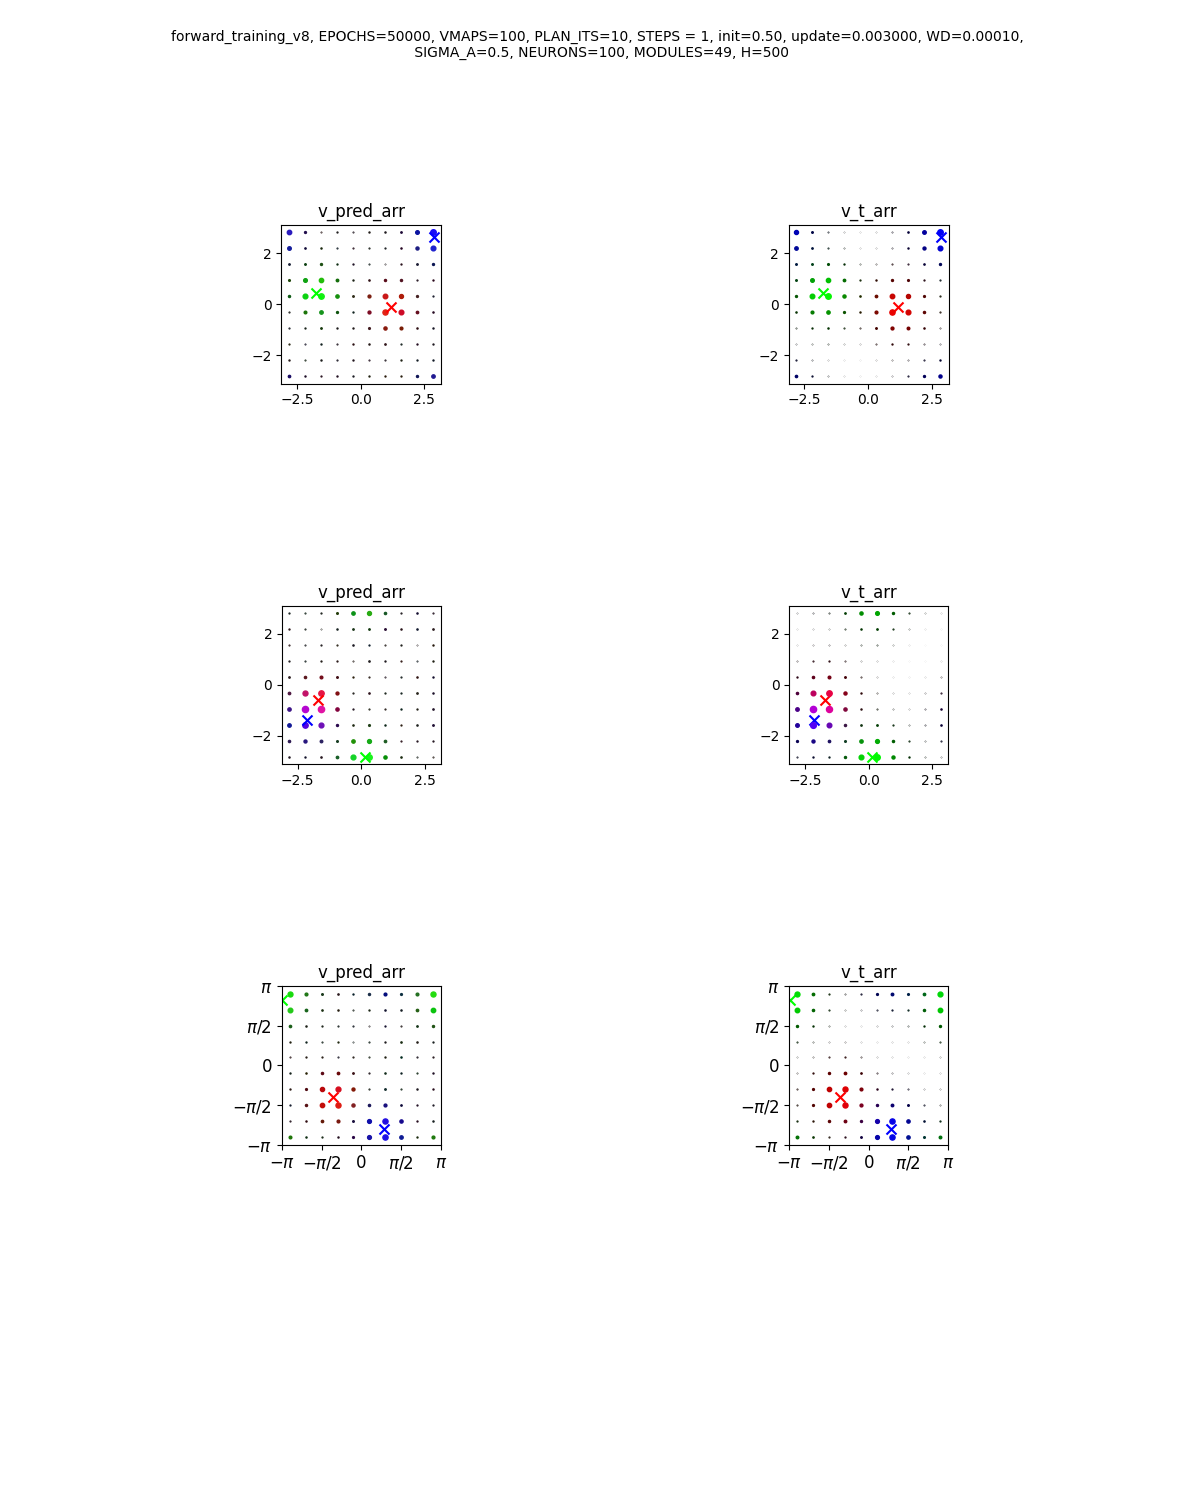 forward_training_v8, EPOCHS=50000, VMAPS=100, PLAN_ITS=10, STEPS = 1, init=0.50, update=0.003000, WD=0.00010,
SIGMA_A=0.5, NEURONS=100, MODULES=49, H=500
v_pred_arr
2
0
−2
−2.5 0.0 2.5
v_t_arr
2
0
−2
−2.5 0.0 2.5
v_pred_arr
2
0
−2
−2.5 0.0 2.5
v_t_arr
2
0
−2
−2.5 0.0 2.5
v_pred_arr
π
π/2
0
−π/2
−π
−π −π/2 0 π/2 π
v_t_arr
π
π/2
0
−π/2
−π
−π −π/2 0 π/2 π